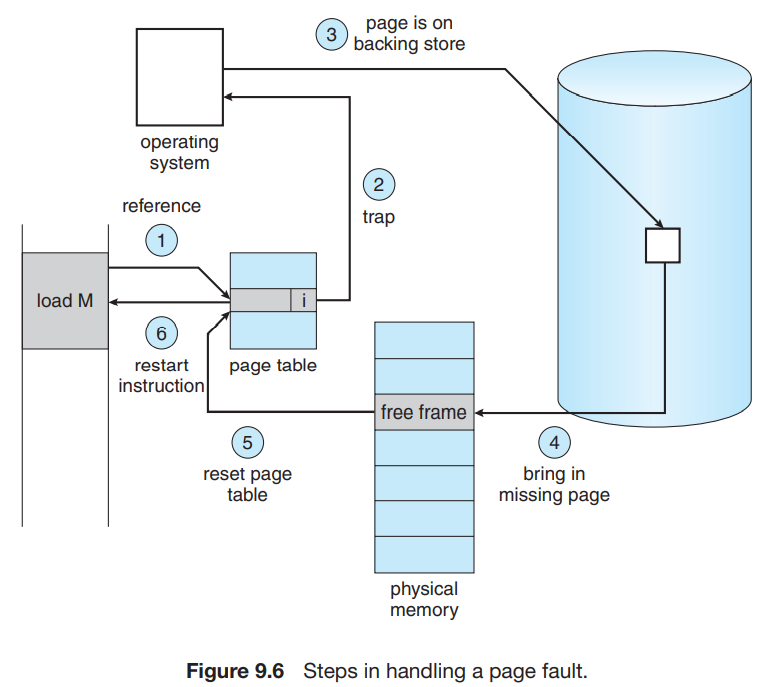 3
page is on
backing store
operating
system
2
trap
reference
1
load M
i
6
restart
instruction
page table
free frame
5
reset page
table
4
bring in
missing page
physical
memory
Figure 9.6 Steps in handling a page fault.